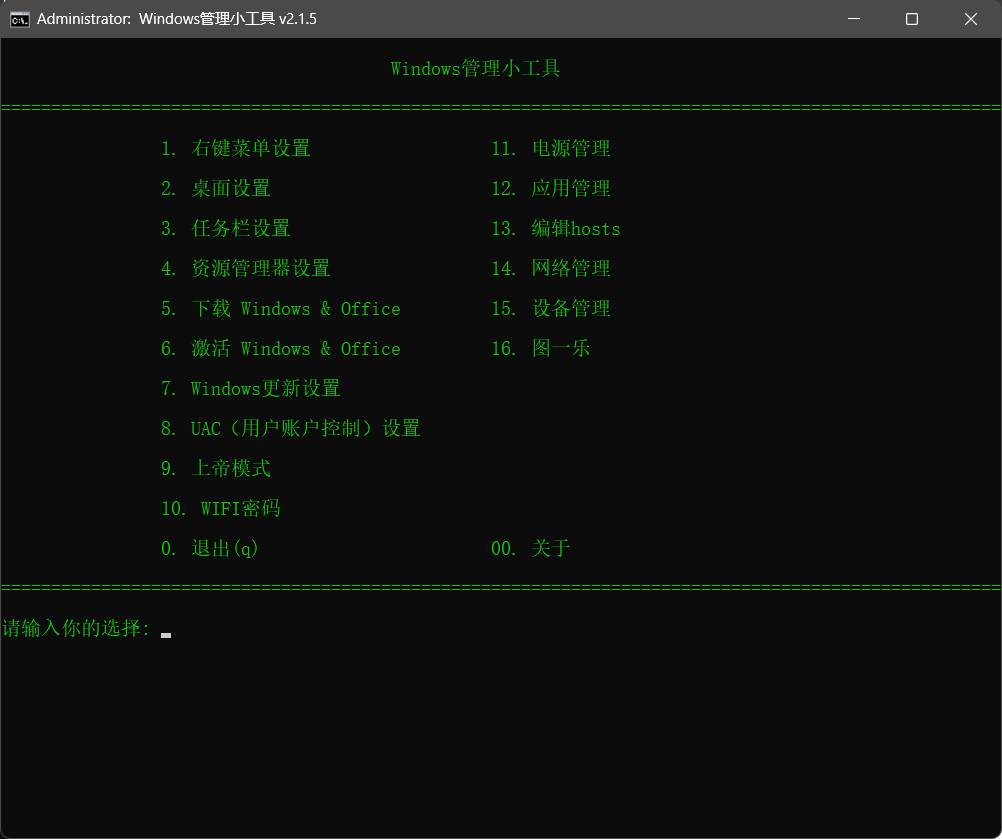 Administrator: Windows管理小工具 v2.1.5
Windows管理小工具
====================================================================================================
1. 右键菜单设置 11. 电源管理
2. 桌面设置 12. 应用管理
3. 任务栏设置 13. 编辑hosts
4. 资源管理器设置 14. 网络管理
5. 下载 Windows & Office 15. 设备管理
6. 激活 Windows & Office 16. 图一乐
7. Windows更新设置
8. UAC（用户账户控制）设置
9. 上帝模式
10. WIFI密码
0. 退出(q) 00. 关于
====================================================================================================
请输入你的选择: